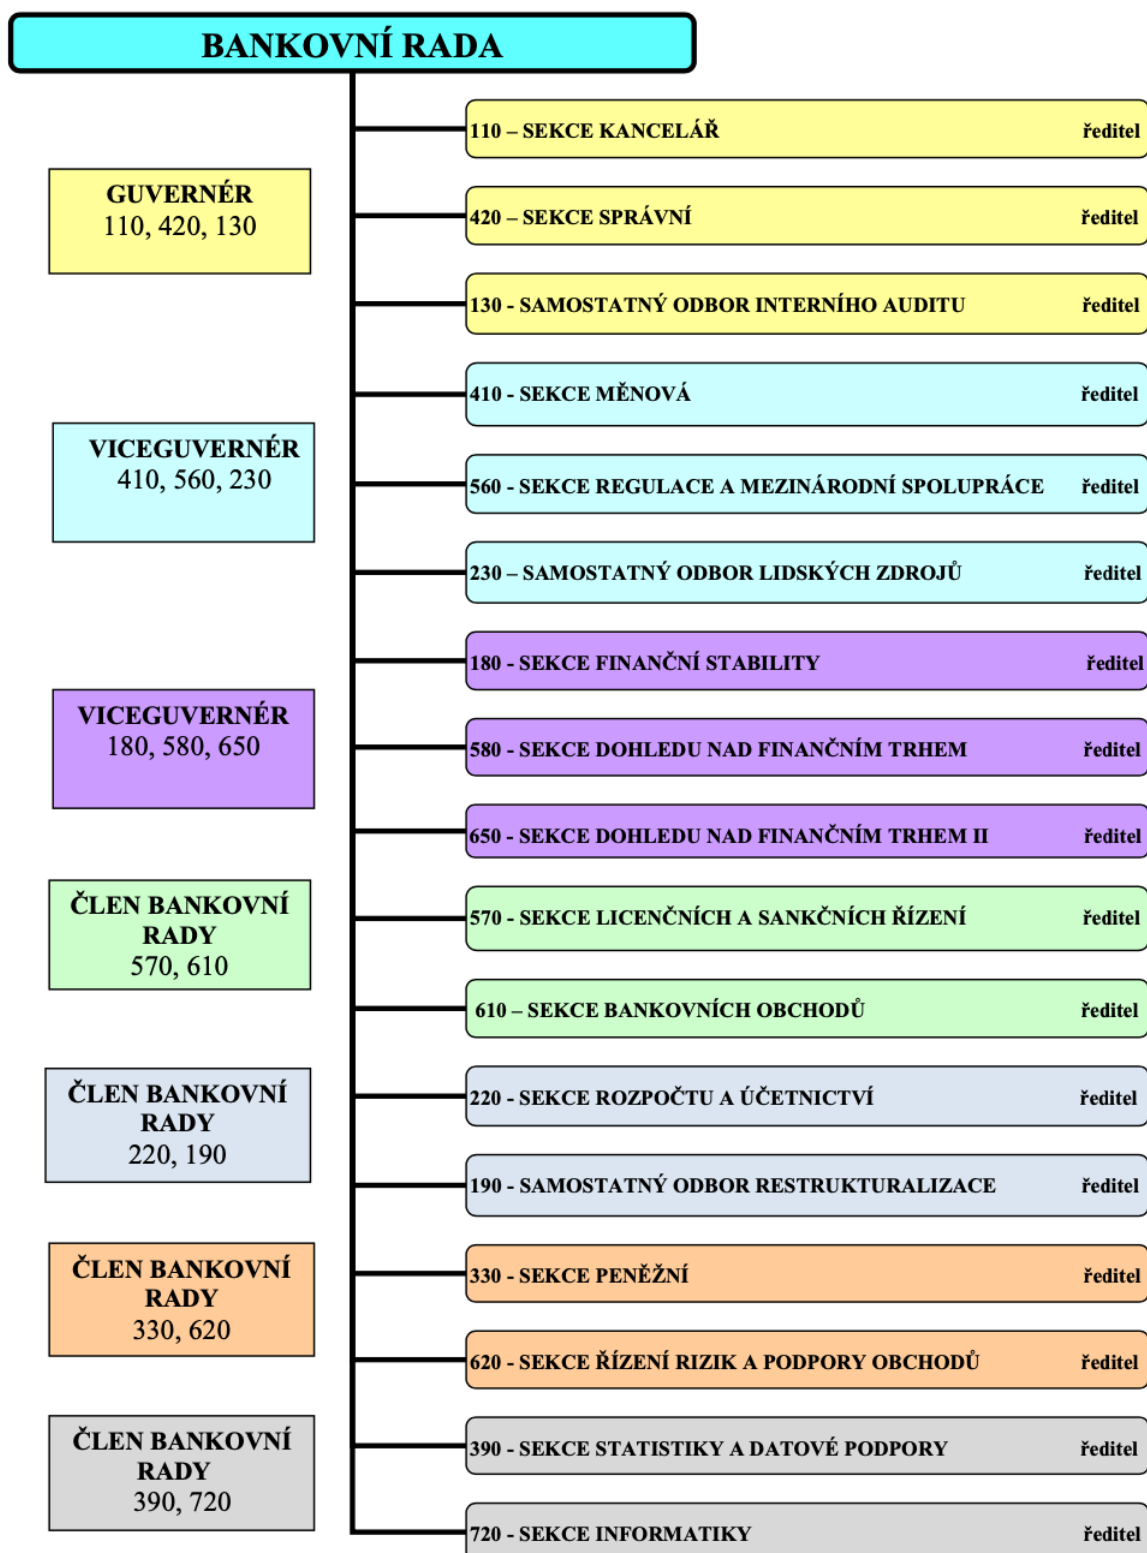 BANKOVNÍ RADA
110 – SEKCE KANCELÁŘ ředitel
GUVERNÉR
110, 420, 130
420 – SEKCE SPRÁVNÍ ředitel
130 - SAMOSTATNÝ ODBOR INTERNÍHO AUDITU ředitel
410 - SEKCE MĚNOVÁ ředitel
VICEGUVERNÉR
410, 560, 230
560 - SEKCE REGULACE A MEZINÁRODNÍ SPOLUPRÁCE ředitel
230 – SAMOSTATNÝ ODBOR LIDSKÝCH ZDROJŮ ředitel
180 - SEKCE FINANČNÍ STABILITY ředitel
VICEGUVERNÉR
180, 580, 650
580 - SEKCE DOHLEDU NAD FINANČNÍM TRHEM ředitel
650 - SEKCE DOHLEDU NAD FINANČNÍM TRHEM II ředitel
ČLEN BANKOVNÍ
RADY
570, 610
570 - SEKCE LICENČNÍCH A SANKČNÍCH ŘÍZENÍ ředitel
610 – SEKCE BANKOVNÍCH OBCHODŮ ředitel
ČLEN BANKOVNÍ
RADY
220, 190
220 - SEKCE ROZPOČTU A ÚČETNICTVÍ ředitel
190 - SAMOSTATNÝ ODBOR RESTRUKTURALIZACE ředitel
ČLEN BANKOVNÍ
RADY
330, 620
330 - SEKCE PENĚŽNÍ ředitel
620 - SEKCE ŘÍZENÍ RIZIK A PODPORY OBCHODŮ ředitel
ČLEN BANKOVNÍ
RADY
390, 720
390 - SEKCE STATISTIKY A DATOVÉ PODPORY ředitel
720 - SEKCE INFORMATIKY ředitel